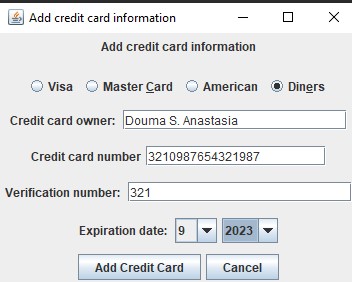 Add credit card information
Add credit card information
Visa Master Card American Diners
Credit card owner: Douma S. Anastasia
Credit card number 3210987654321987
Verification number: 321
Expiration date: 9 2023
Add Credit Card Cancel